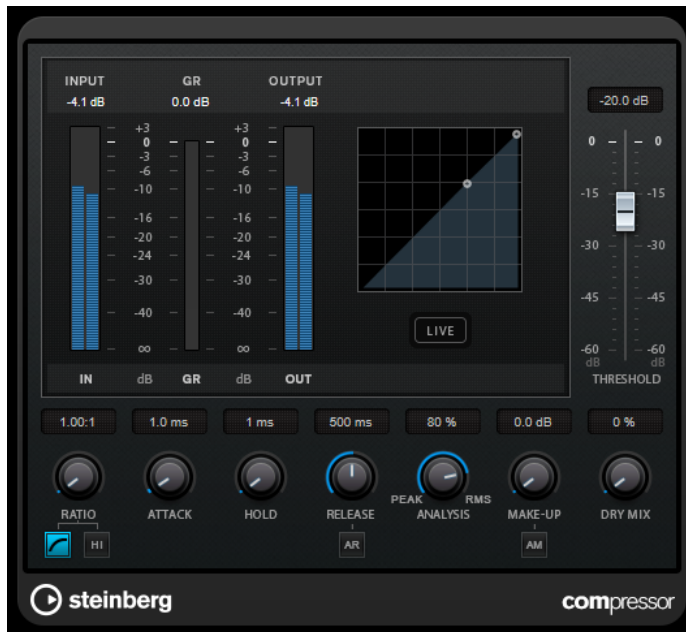 INPUT GR OUTPUT
-4.1 dB 0.0 dB -4.1 dB
-20.0 dB
+3 +3
0 0
-3 -3
-6 -6
-10 -10
-16 -16
-20 -20
-24 -24
-30 -30
-40 -40
∞ ∞
IN dB GR dB OUT
LIVE
0 0
-15 -15
-30 -30
-45 -45
-60 -60
dB dB
THRESHOLD
1.00:1 1.0 ms 1 ms 500 ms 80 % 0.0 dB 0 %
PEAK RMS
RATIO ATTACK HOLD RELEASE ANALYSIS MAKE-UP DRY MIX
HI AR AM
steinberg compressor